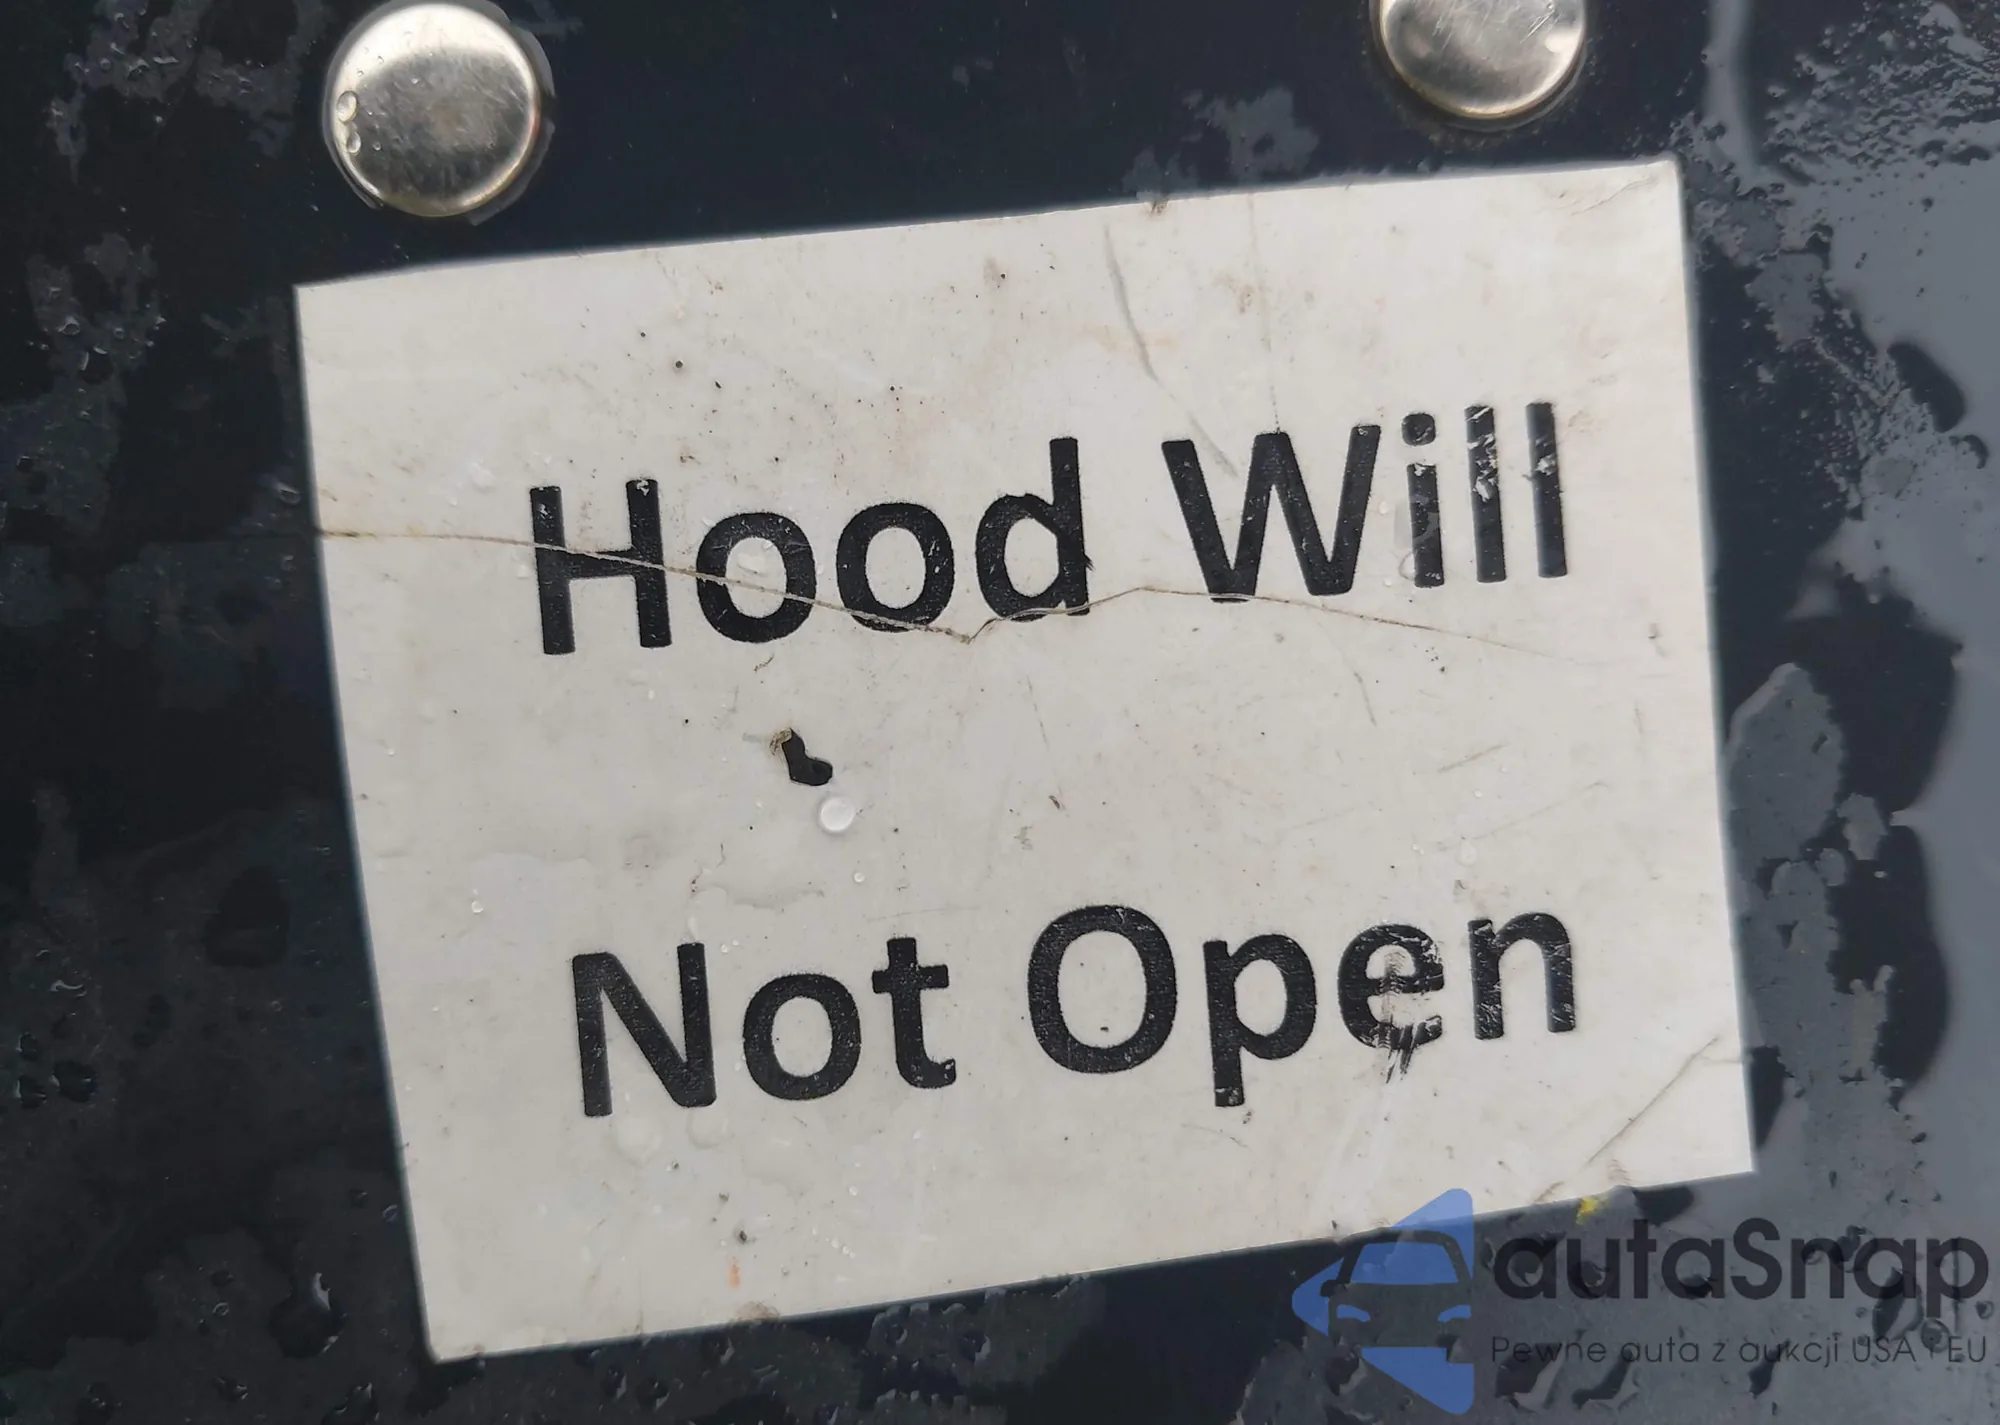 Hood Will
Not Open
autaSnap
Pewne auta z aukcji USA i EU